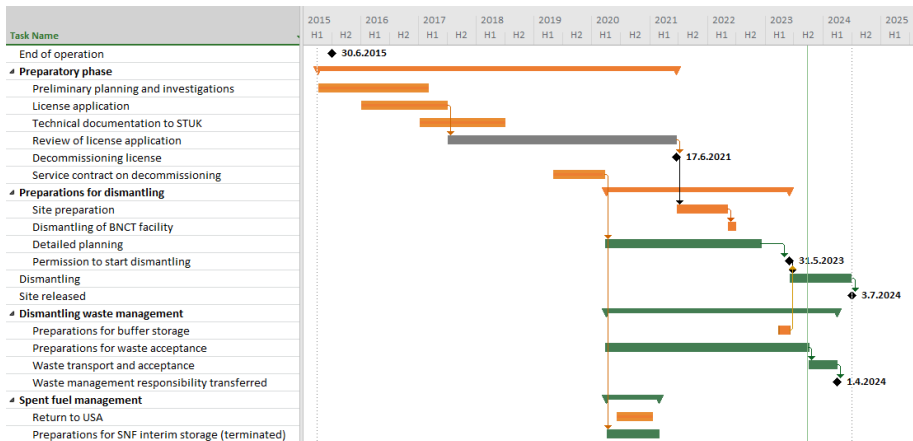 2015 2016 2017 2018 2019 2020 2021 2022 2023 2024 2025
Task Name H1 H2 H1 H2 H1 H2 H1 H2 H1 H2 H1 H2 H1 H2 H1 H2 H1 H2 H1 H2 H1
End of operation 30.6.2015
Preparatory phase
Preliminary planning and investigations
License application
Technical documentation to STUK
Review of license application
Decommissioning license 17.6.2021
Service contract on decommissioning
Preparations for dismantling
Site preparation
Dismantling of BNCT facility
Detailed planning
Permission to start dismantling 31.5.2023
Dismantling
Site released 3.7.2024
Dismantling waste management
Preparations for buffer storage
Preparations for waste acceptance
Waste transport and acceptance
Waste management responsibility transferred 1.4.2024
Spent fuel management
Return to USA
Preparations for SNF interim storage (terminated)